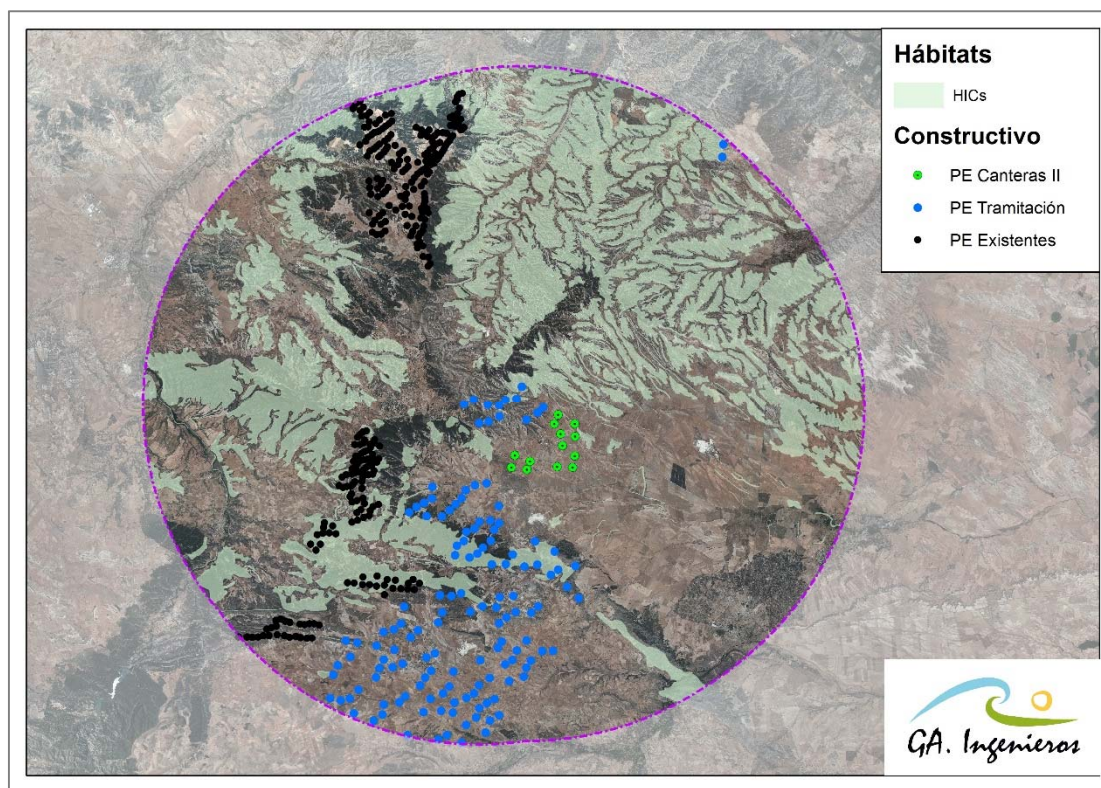 Hábitats
HICs
Constructivo
PE Canteras II
PE Tramitación
PE Existentes
GA. Ingenieros